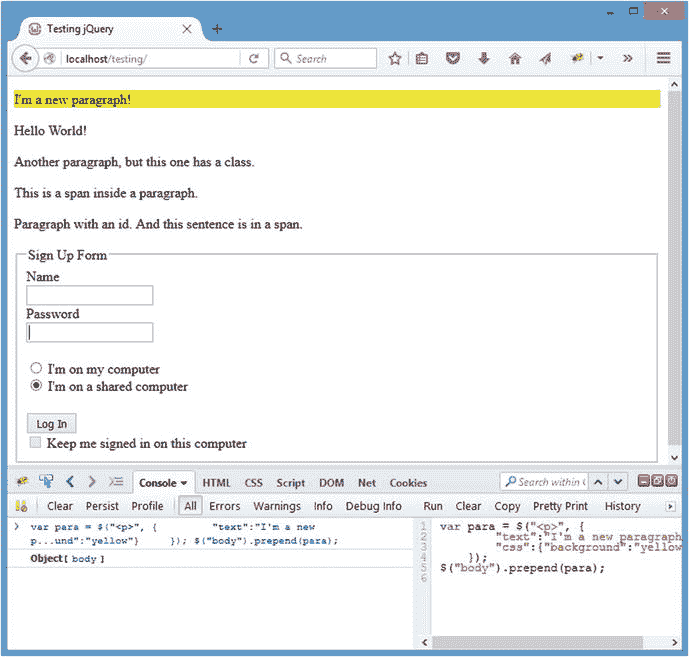 Testing jQuery
localhost/testing/
Search
I'm a new paragraph!
Hello World!
Another paragraph, but this one has a class.
This is a span inside a paragraph.
Paragraph with an id. And this sentence is in a span.
Sign Up Form
Name
Password
I'm on my computer
I'm on a shared computer
Log In
Keep me signed in on this computer
Console HTML CSS Script DOM Net Cookies
Search within
Clear Persist Profile All Errors Warnings Info Debug Info
Run Clear Copy Pretty Print History
var para = $("<p>", { "text":"I'm a new
p...und":"yellow"} }); $("body").prepend(para);
Object[ body ]
1 var para = $("<p>", {
2 "text":"I'm a new paragraph
3 "css":{"background":"yellow
4 });
5 $("body").prepend(para);
6